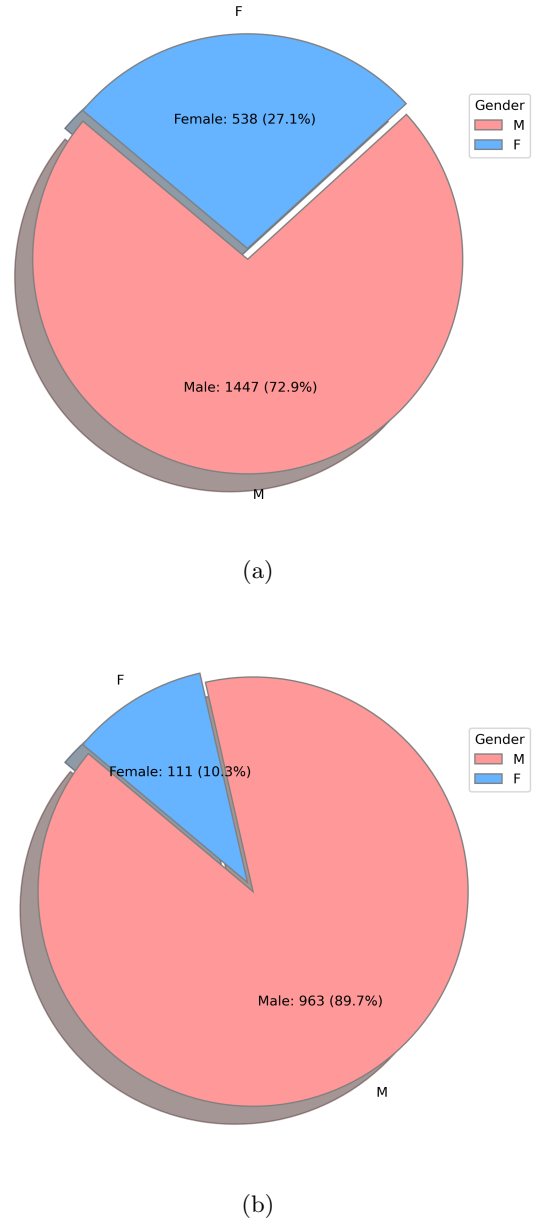 F
Female: 538 (27.1%)
Gender
M
F
Male: 1447 (72.9%)
M
(a)
F
Female: 111 (10.3%)
Gender
M
F
Male: 963 (89.7%)
M
(b)